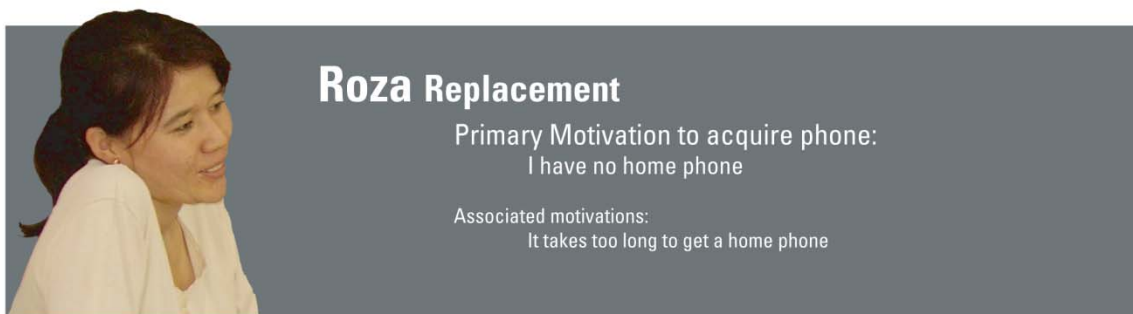 Roza Replacement
Primary Motivation to acquire phone:
I have no home phone
Associated motivations:
It takes too long to get a home phone